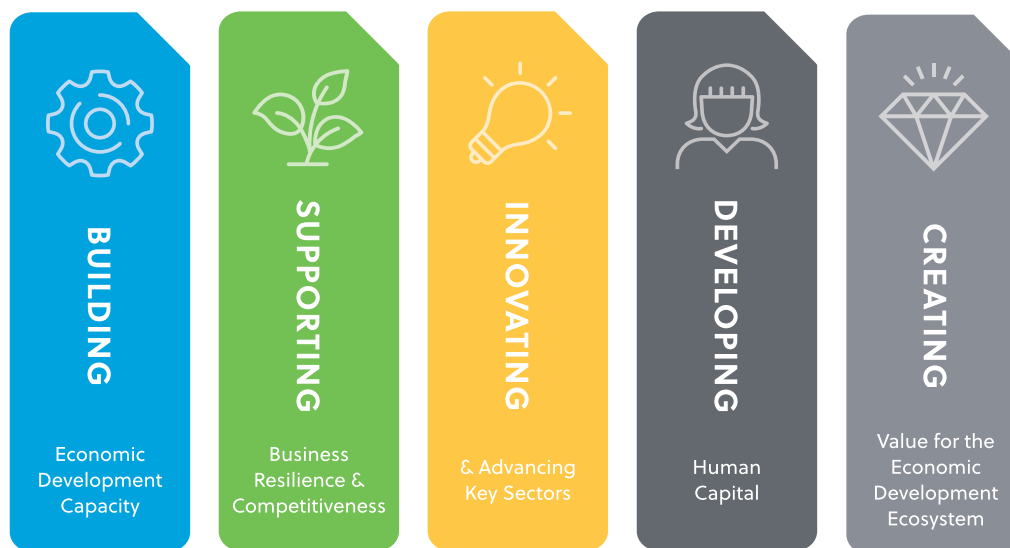 BUILDING
Economic
Development
Capacity
SUPPORTING
Business
Resilience &
Competitiveness
INNOVATING
& Advancing
Key Sectors
DEVELOPING
Human
Capital
CREATING
Value for the
Economic
Development
Ecosystem